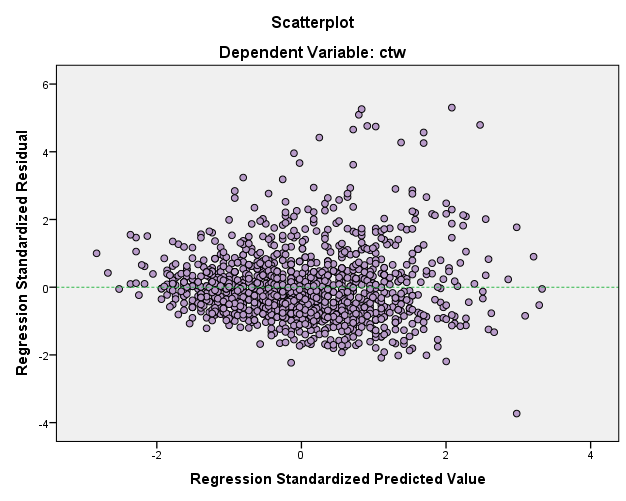 Scatterplot
Dependent Variable: ctw
Regression Standardized Residual
6
4
2
0
-2
-4
-2
0
2
4
Regression Standardized Predicted Value